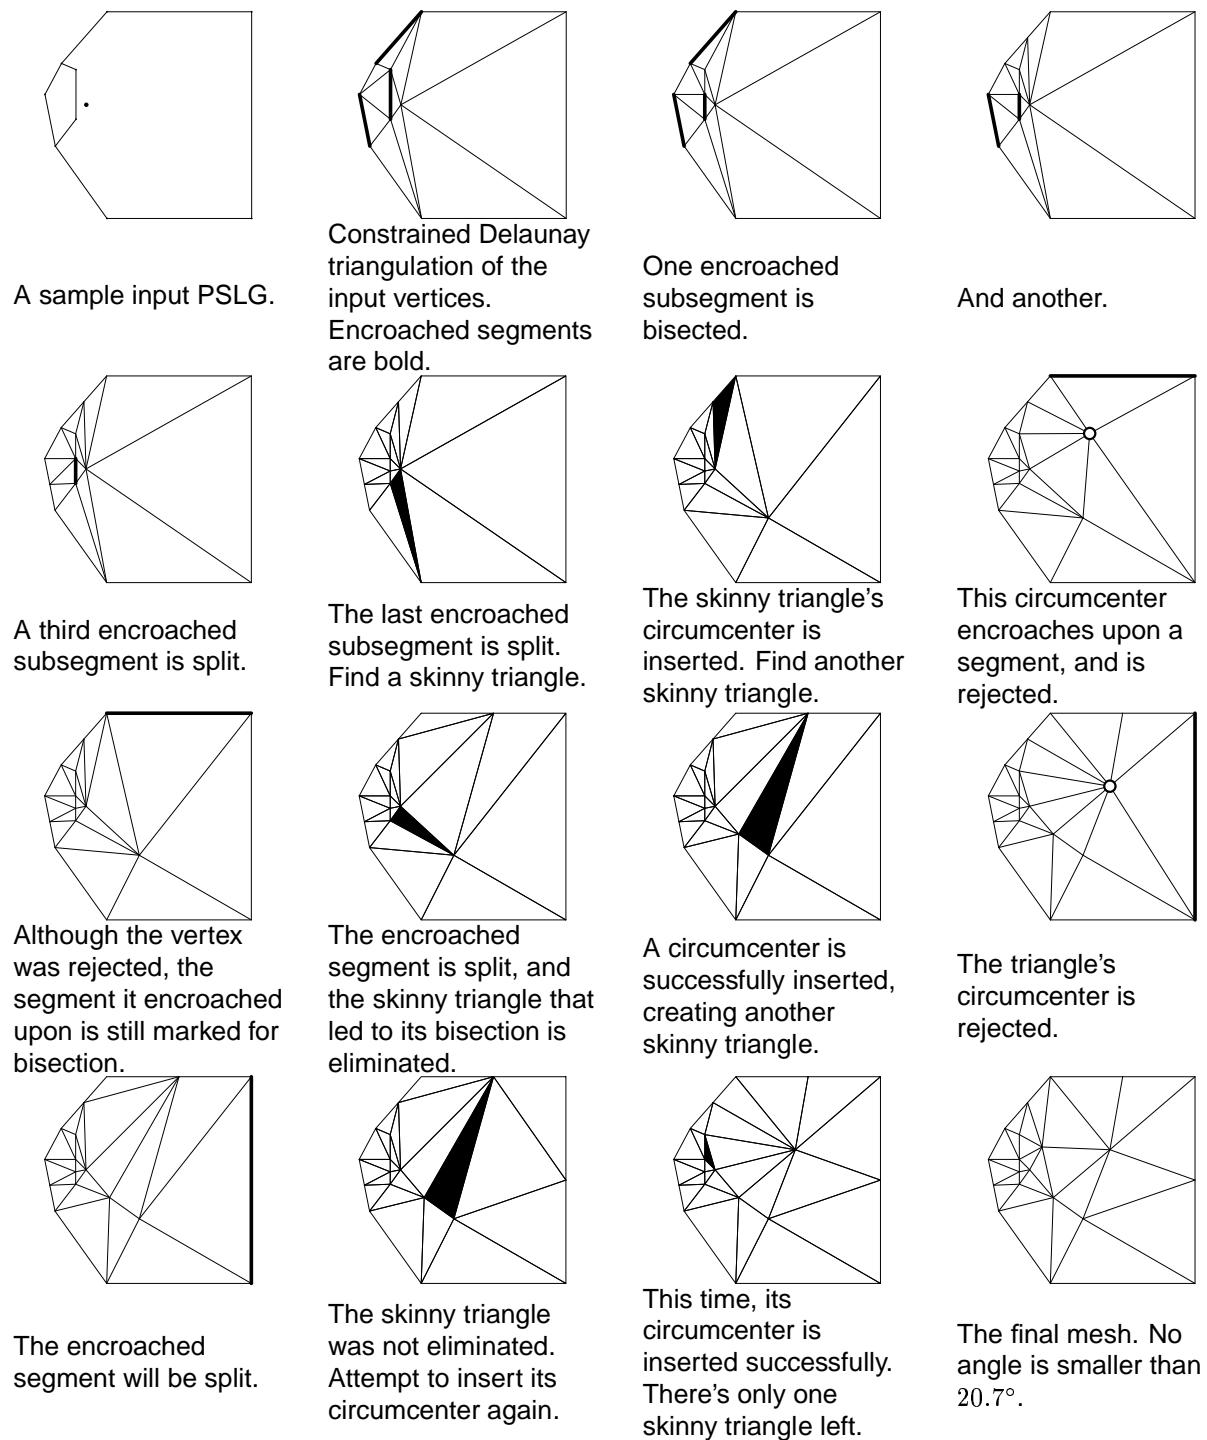 A sample input PSLG.
Constrained Delaunay
triangulation of the
input vertices.
Encroached segments
are bold.
One encroached
subsegment is
bisected.
And another.
A third encroached
subsegment is split.
The last encroached
subsegment is split.
Find a skinny triangle.
The skinny triangle's
circumcenter is
inserted. Find another
skinny triangle.
This circumcenter
encroaches upon a
segment, and is
rejected.
Although the vertex
was rejected, the
segment it encroached
upon is still marked for
bisection.
The encroached
segment is split, and
the skinny triangle that
led to its bisection is
eliminated.
A circumcenter is
successfully inserted,
creating another
skinny triangle.
The triangle's
circumcenter is
rejected.
The encroached
segment will be split.
The skinny triangle
was not eliminated.
Attempt to insert its
circumcenter again.
This time, its
circumcenter is
inserted successfully.
There's only one
skinny triangle left.
The final mesh. No
angle is smaller than
20.7°.